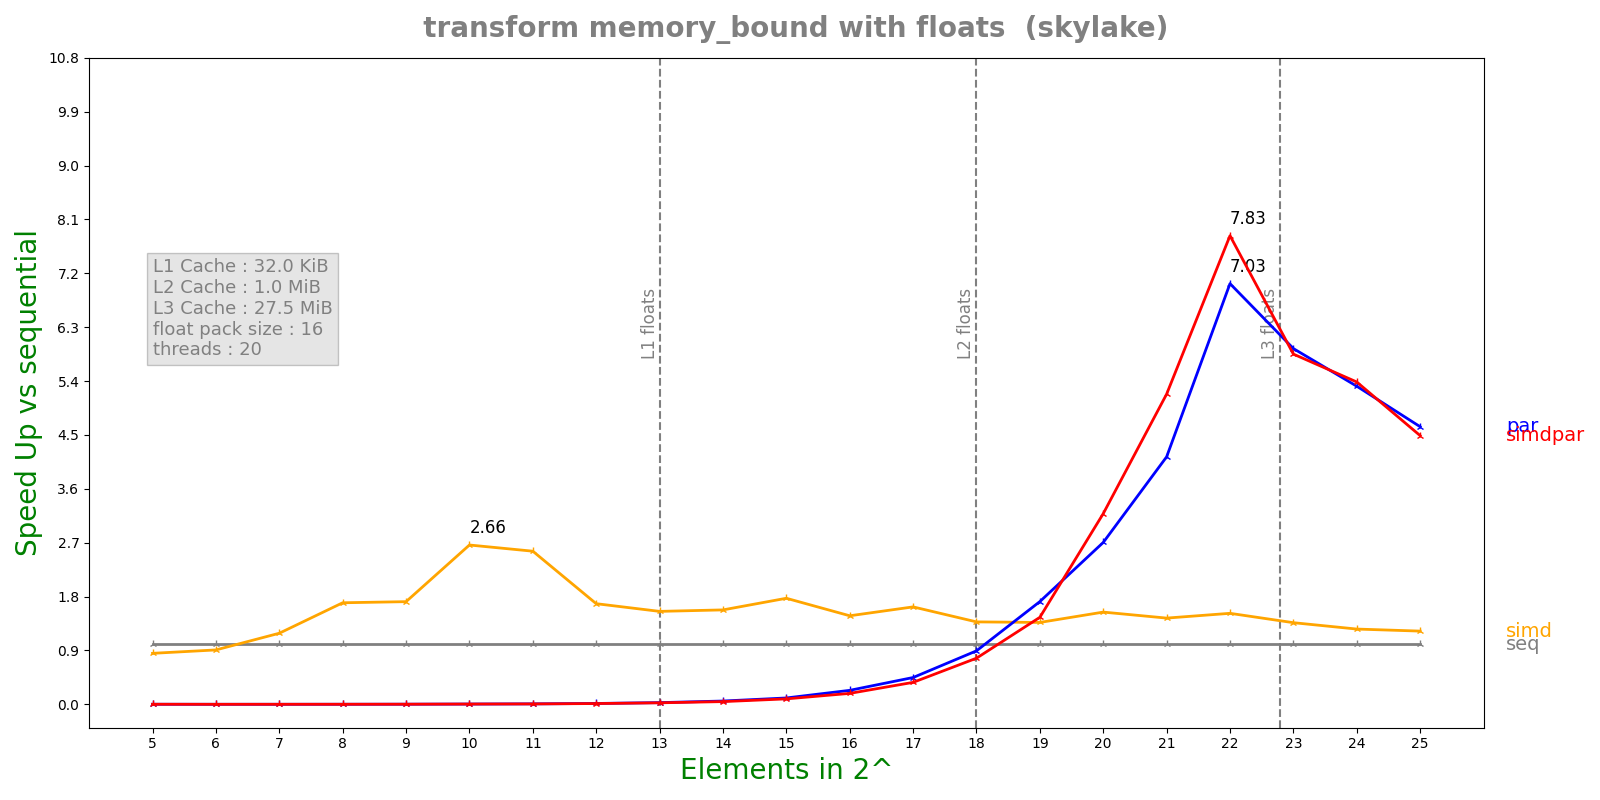 transform memory_bound with floats  (skylake)
Speed Up vs sequential
10.8
9.9
9.0
8.1
7.2
6.3
5.4
4.5
3.6
2.7
1.8
0.9
0.0
L1 Cache : 32.0 KiB
L2 Cache : 1.0 MiB
L3 Cache : 27.5 MiB
float pack size : 16
threads : 20
2.66
7.83
7.03
L1 floats
L2 floats
L3 floats
par
simdpar
simd
seq
5 6 7 8 9 10 11 12 13 14 15 16 17 18 19 20 21 22 23 24 25
Elements in 2^